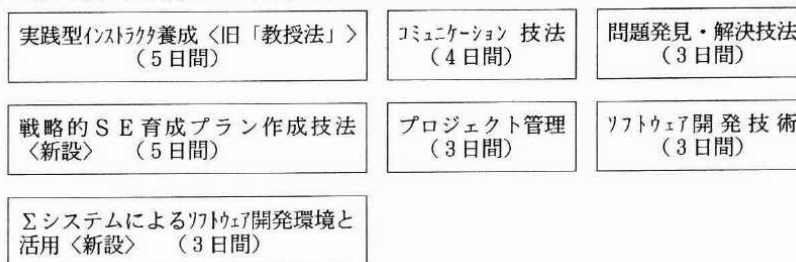 実践型ｲﾝｽﾄﾗｸﾀ養成〈旧「教授法」〉
（５日間）
ｺﾐｭﾆｹｰｼｮﾝ 技法
（４日間）
問題発見・解決技法
（３日間）
戦略的ＳＥ育成プラン作成技法
〈新設〉　（５日間）
プロジェクト管理
（３日間）
ｿﾌﾄｳｪｱ開発技術
（３日間）
Σシステムによるｿﾌﾄｳｪｱ開発環境と
活用〈新設〉　（３日間）